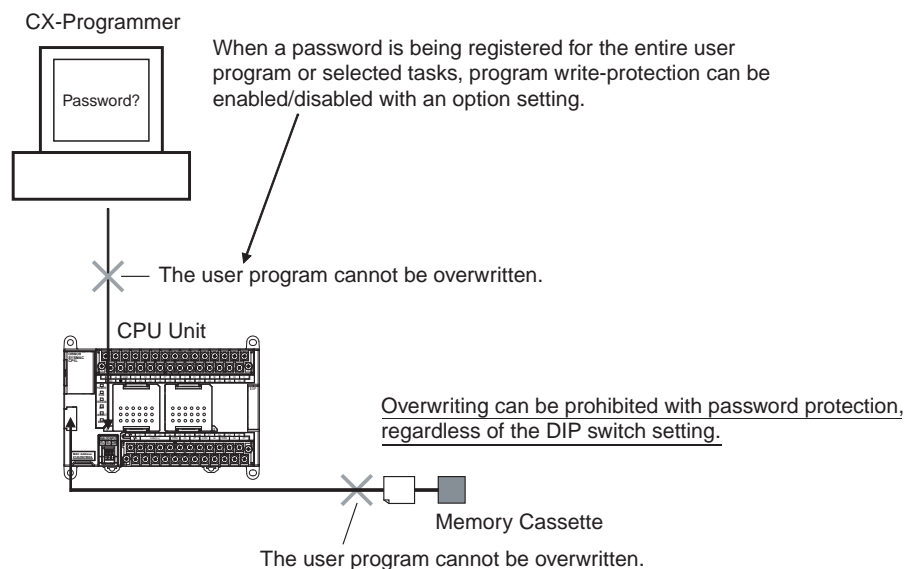 CX-Programmer
When a password is being registered for the entire user
program or selected tasks, program write-protection can be
enabled/disabled with an option setting.
Password?
The user program cannot be overwritten.
CPU Unit
Overwriting can be prohibited with password protection,
regardless of the DIP switch setting.
Memory Cassette
The user program cannot be overwritten.